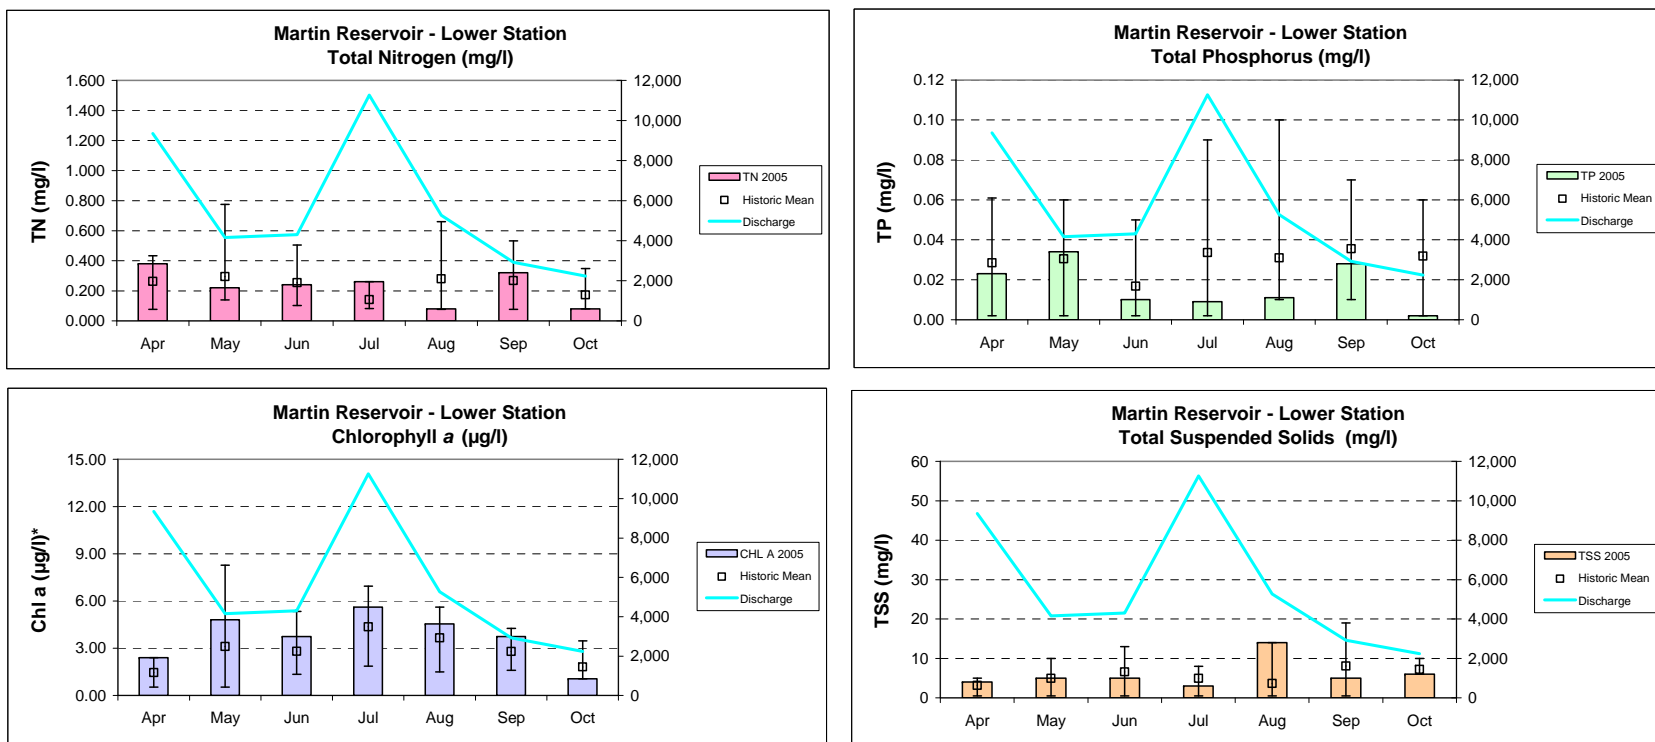 Martin Reservoir - Lower Station
Total Nitrogen (mg/l)
1.600
1.400
1.200
1.000
0.800
0.600
0.400
0.200
0.000
TN (mg/l)
12,000
10,000
8,000
6,000
4,000
2,000
0
Apr May Jun Jul Aug Sep Oct
TN 2005
Historic Mean
Discharge
Martin Reservoir - Lower Station
Total Phosphorus (mg/l)
0.12
0.10
0.08
0.06
0.04
0.02
0.00
TP (mg/l)
12,000
10,000
8,000
6,000
4,000
2,000
0
Apr May Jun Jul Aug Sep Oct
TP 2005
Historic Mean
Discharge
Martin Reservoir - Lower Station
Chlorophyll a (µg/l)
15.00
12.00
9.00
6.00
3.00
0.00
Chl a (µg/l)*
12,000
10,000
8,000
6,000
4,000
2,000
0
Apr May Jun Jul Aug Sep Oct
CHL A 2005
Historic Mean
Discharge
Martin Reservoir - Lower Station
Total Suspended Solids (mg/l)
60
50
40
30
20
10
0
TSS (mg/l)
12,000
10,000
8,000
6,000
4,000
2,000
0
Apr May Jun Jul Aug Sep Oct
TSS 2005
Historic Mean
Discharge